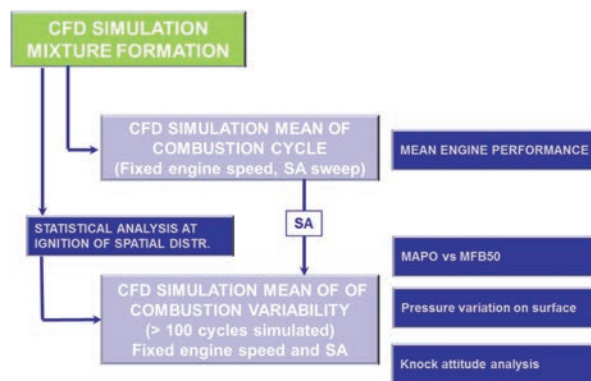 CFD SIMULATION
MIXTURE FORMATION
CFD SIMULATION MEAN OF
COMBUSTION CYCLE
(Fixed engine speed, SA sweep)
MEAN ENGINE PERFORMANCE
SA
STATISTICAL ANALYSIS AT
IGNITION OF SPATIAL DISTR.
MAPO vs MFB50
CFD SIMULATION MEAN OF OF
COMBUSTION VARIABILITY
(> 100 cycles simulated)
Fixed engine speed and SA
Pressure variation on surface
Knock attitude analysis